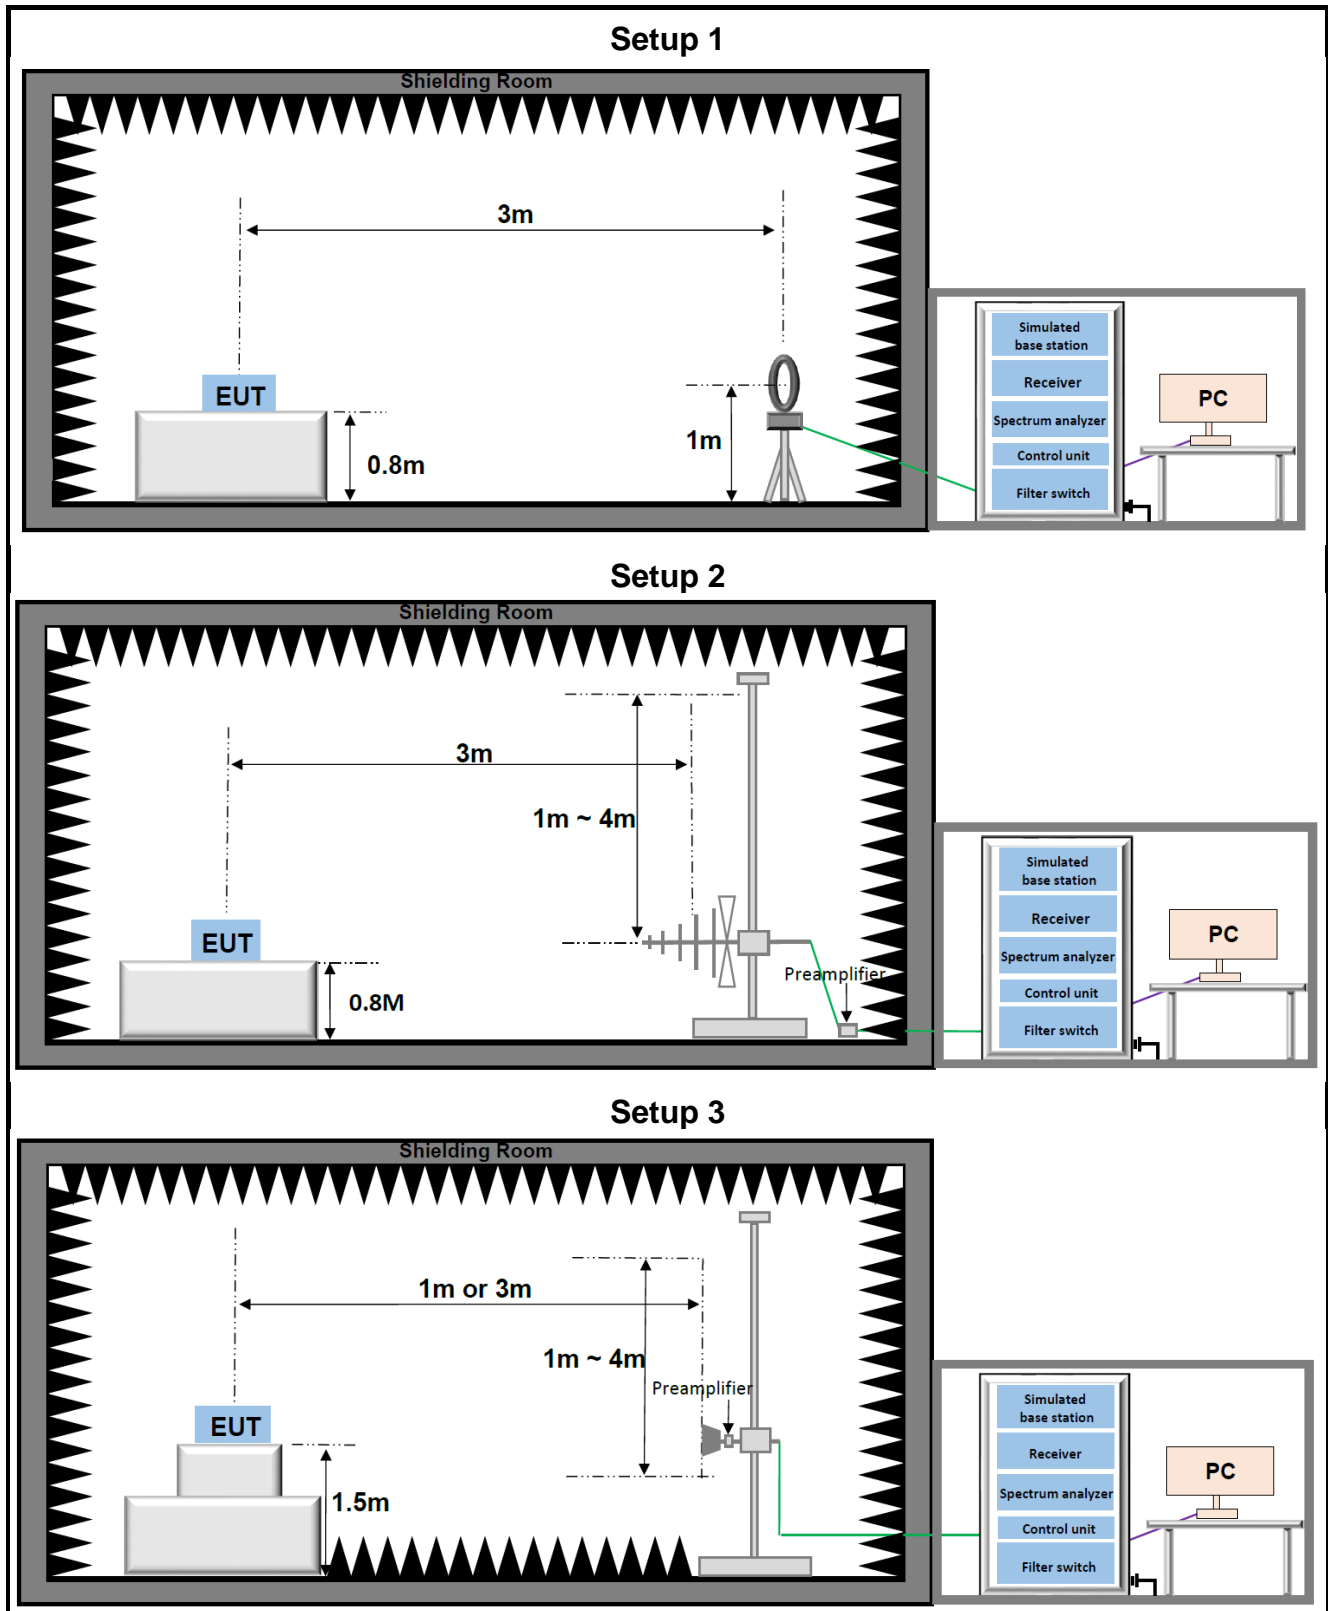 Setup 1
Shielding Room
3m
EUT
0.8m
1m
Simulated
base station
Receiver
Spectrum analyzer
Control unit
Filter switch
PC
Setup 2
Shielding Room
3m
1m ~ 4m
EUT
0.8M
Preamplifier
Simulated
base station
Receiver
Spectrum analyzer
Control unit
Filter switch
PC
Setup 3
Shielding Room
1m or 3m
1m ~ 4m
Preamplifier
EUT
1.5m
Simulated
base station
Receiver
Spectrum analyzer
Control unit
Filter switch
PC